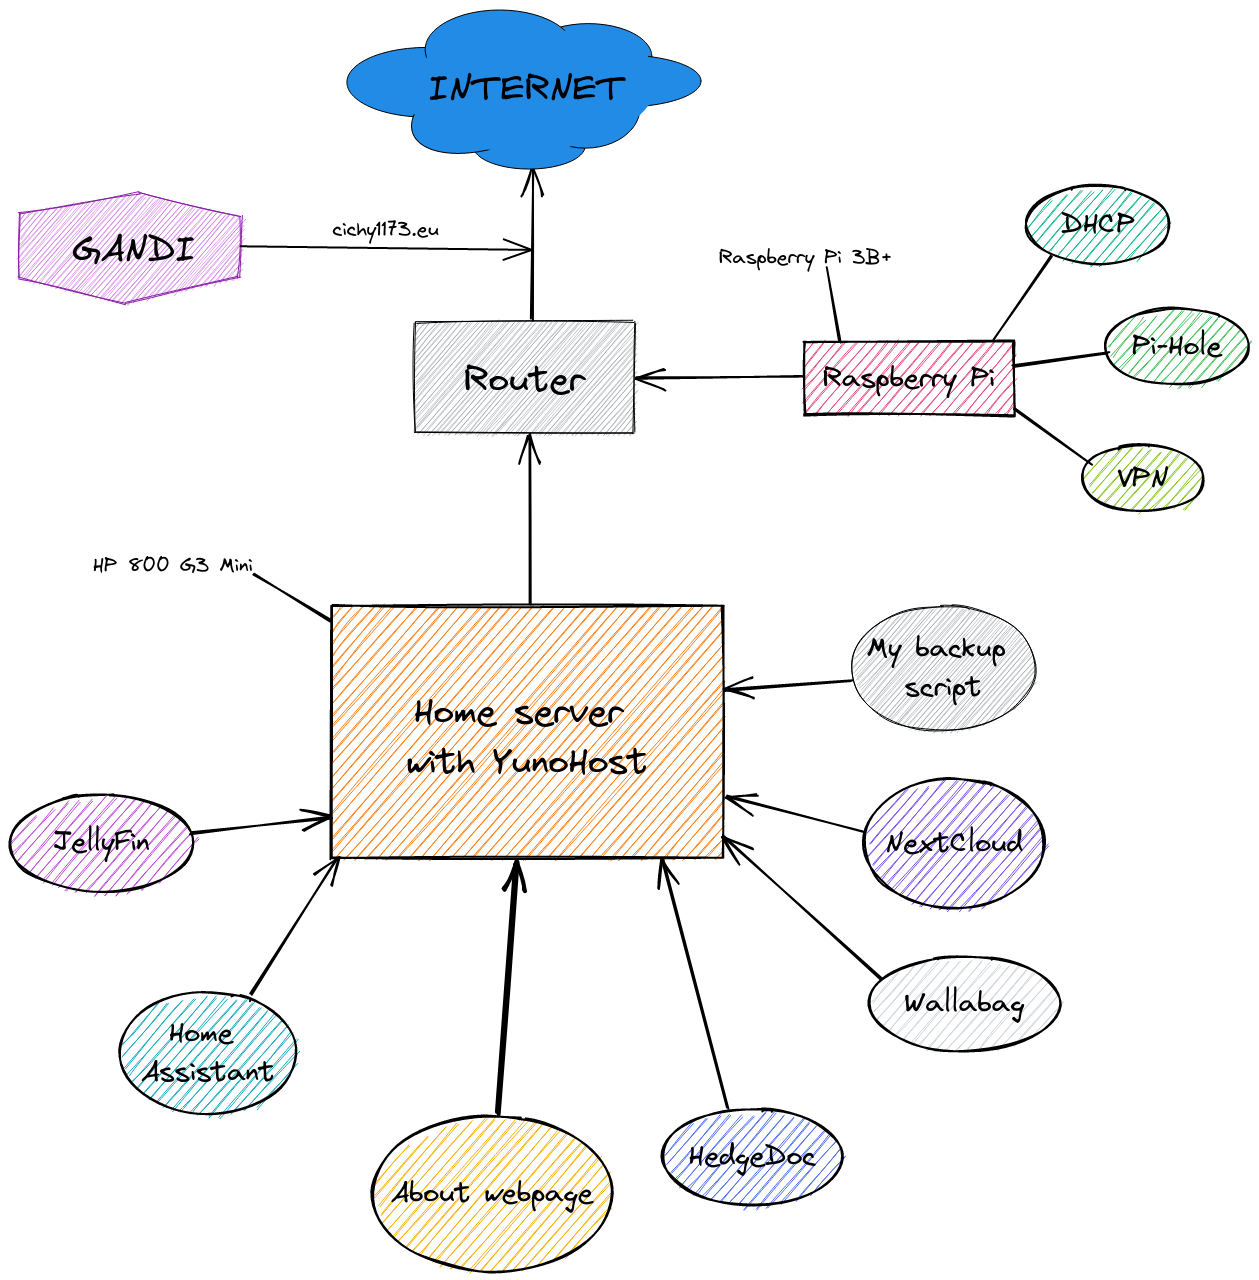 INTERNET
DHCP
cichy1173.eu
GANDI
Raspberry Pi 3B+
Pi-Hole
Router
Raspberry Pi
VPN
HP 800 G3 Mini
My backup
script
Home server
with YunoHost
JellyFin
NextCloud
Wallabag
Home
Assistant
HedgeDoc
About webpage